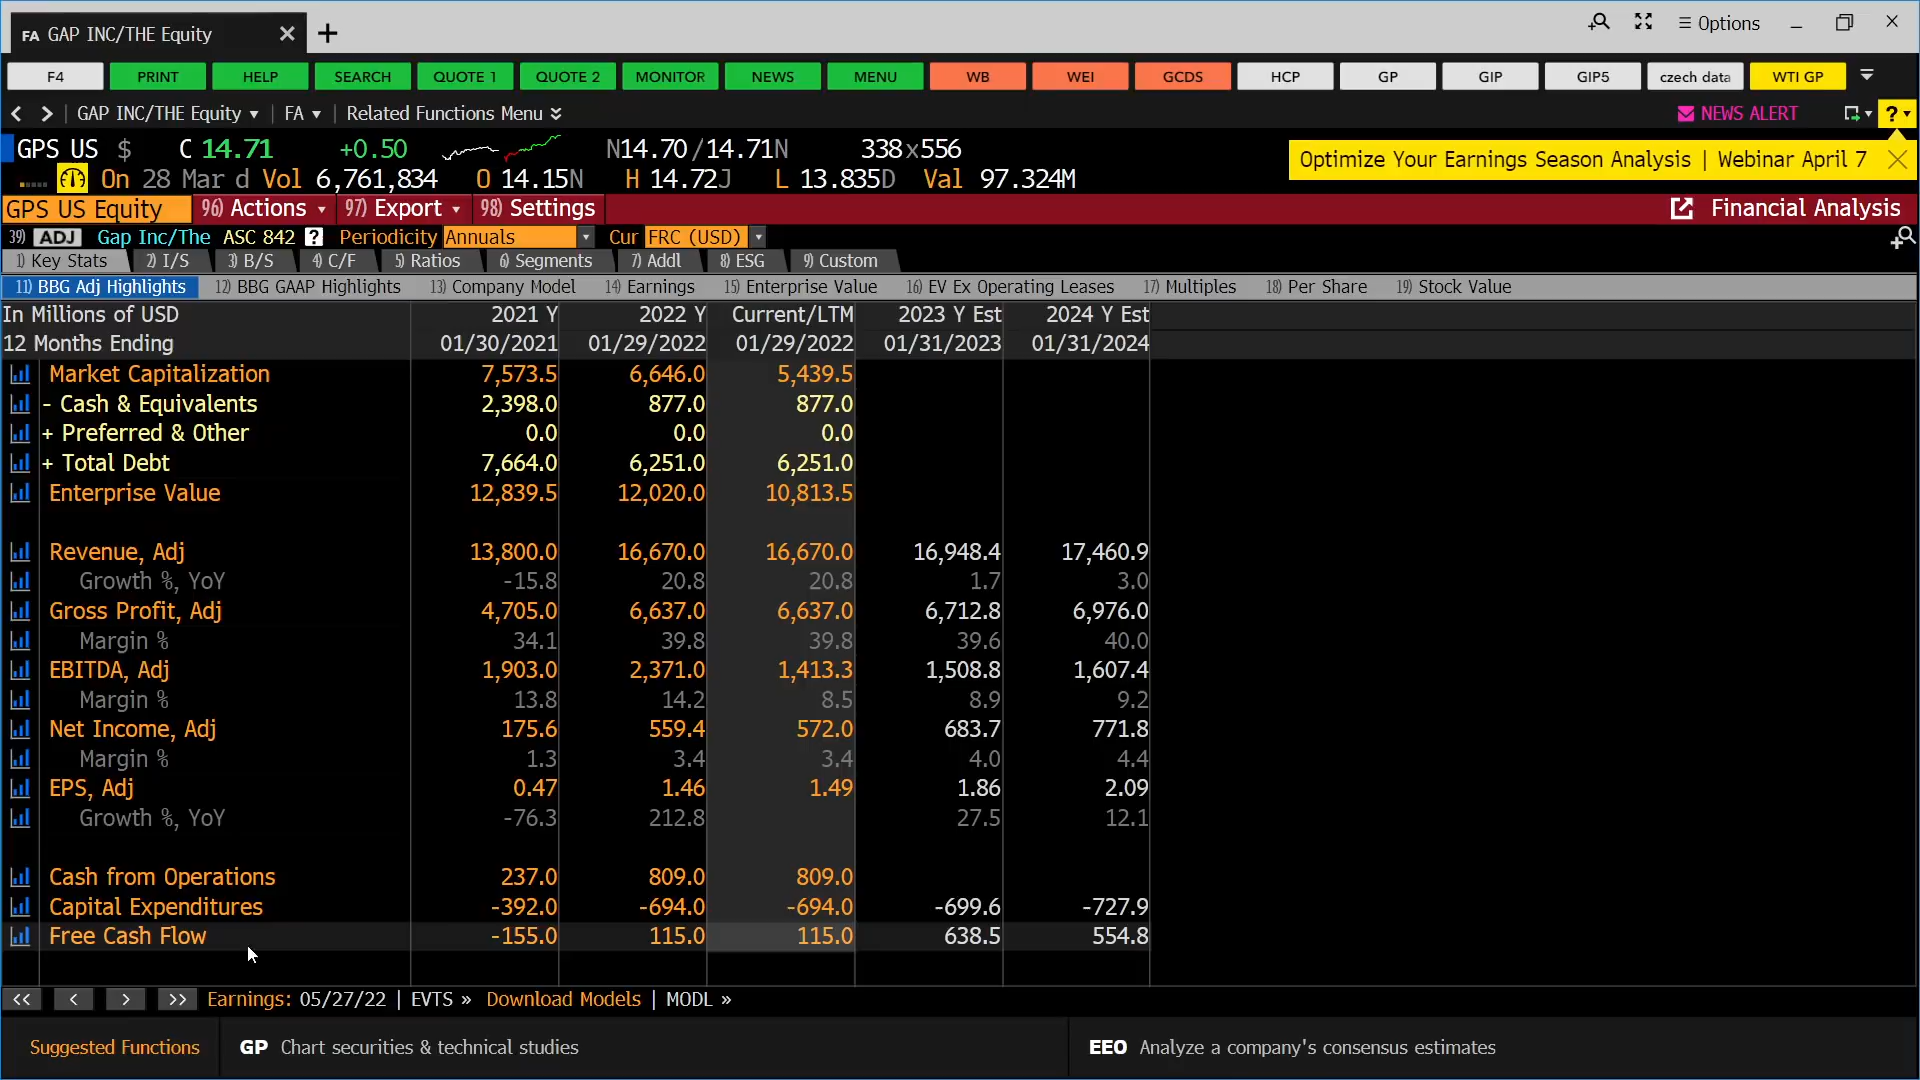 FA GAP INC/THE Equity
Options
F4 PRINT HELP SEARCH QUOTE 1 QUOTE 2 MONITOR NEWS MENU WB WEI GCDS HCP GP GIP GIP5 czech data WTI GP
GAP INC/THE Equity FA Related Functions Menu NEWS ALERT ?
GPS US $ C 14.71 +0.50 N14.70/14.71N 338x556
Optimize Your Earnings Season Analysis | Webinar April 7
On 28 Mar d Vol 6,761,834 O 14.15N H 14.72J L 13.835D Val 97.324M
GPS US Equity 96) Actions 97) Export 98) Settings Financial Analysis
39) ADJ Gap Inc/The ASC 842 ? Periodicity Annuals Cur FRC (USD)
1) Key Stats 2) I/S 3) B/S 4) C/F 5) Ratios 6) Segments 7) Addl 8) ESG 9) Custom
11) BBG Adj Highlights 12) BBG GAAP Highlights 13) Company Model 14) Earnings 15) Enterprise Value 16) EV Ex Operating Leases 17) Multiples 18) Per Share 19) Stock Value
In Millions of USD 2021 Y 2022 Y Current/LTM 2023 Y Est 2024 Y Est
12 Months Ending 01/30/2021 01/29/2022 01/29/2022 01/31/2023 01/31/2024
Market Capitalization 7,573.5 6,646.0 5,439.5
- Cash & Equivalents 2,398.0 877.0 877.0
+ Preferred & Other 0.0 0.0 0.0
+ Total Debt 7,664.0 6,251.0 6,251.0
Enterprise Value 12,839.5 12,020.0 10,813.5
Revenue, Adj 13,800.0 16,670.0 16,670.0 16,948.4 17,460.9
Growth %, YoY -15.8 20.8 20.8 1.7 3.0
Gross Profit, Adj 4,705.0 6,637.0 6,637.0 6,712.8 6,976.0
Margin % 34.1 39.8 39.8 39.6 40.0
EBITDA, Adj 1,903.0 2,371.0 1,413.3 1,508.8 1,607.4
Margin % 13.8 14.2 8.5 8.9 9.2
Net Income, Adj 175.6 559.4 572.0 683.7 771.8
Margin % 1.3 3.4 3.4 4.0 4.4
EPS, Adj 0.47 1.46 1.49 1.86 2.09
Growth %, YoY -76.3 212.8 27.5 12.1
Cash from Operations 237.0 809.0 809.0
Capital Expenditures -392.0 -694.0 -694.0 -699.6 -727.9
Free Cash Flow -155.0 115.0 115.0 638.5 554.8
<< < > >> Earnings: 05/27/22 | EVTS » Download Models | MODL »
Suggested Functions GP Chart securities & technical studies EEO Analyze a company's consensus estimates